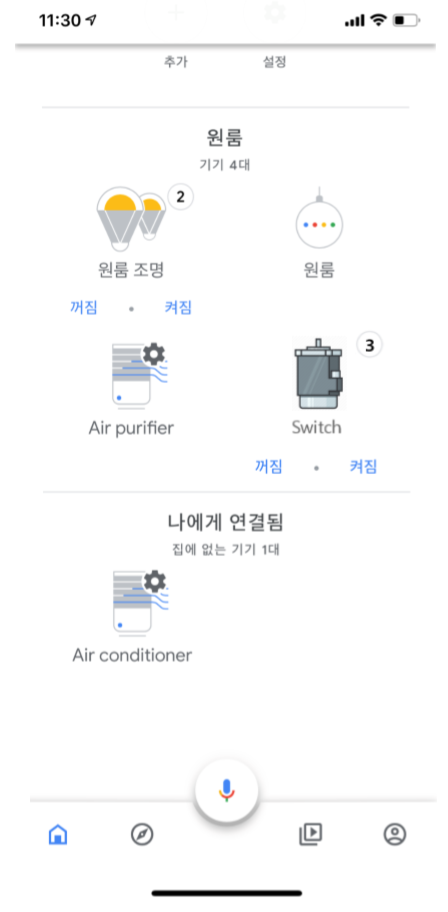 11:30
추가 설정
원룸
기기 4대
2
원룸 조명 원룸
꺼짐 • 켜짐
3
Air purifier Switch
꺼짐 • 켜짐
나에게 연결됨
집에 없는 기기 1대
Air conditioner